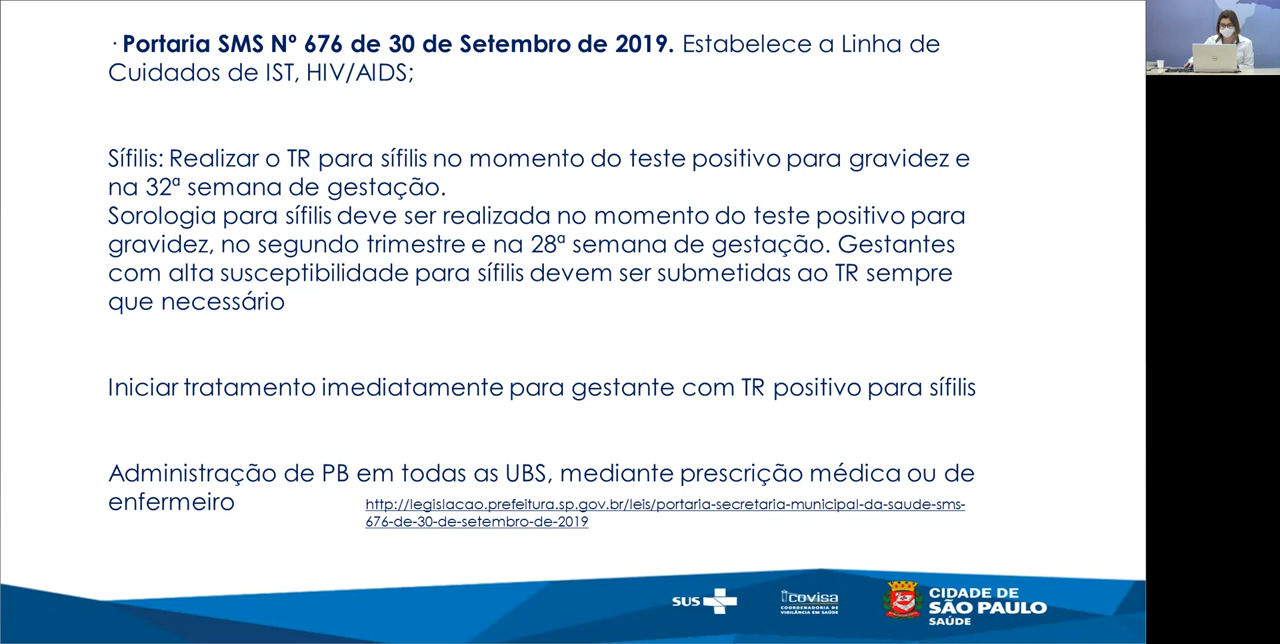 · Portaria SMS Nº 676 de 30 de Setembro de 2019. Estabelece a Linha de
Cuidados de IST, HIV/AIDS;
Sífilis: Realizar o TR para sífilis no momento do teste positivo para gravidez e
na 32ª semana de gestação.
Sorologia para sífilis deve ser realizada no momento do teste positivo para
gravidez, no segundo trimestre e na 28ª semana de gestação. Gestantes
com alta susceptibilidade para sífilis devem ser submetidas ao TR sempre
que necessário
Iniciar tratamento imediatamente para gestante com TR positivo para sífilis
Administração de PB em todas as UBS, mediante prescrição médica ou de
enfermeiro
http://legislacao.prefeitura.sp.gov.br/leis/portaria-secretaria-municipal-da-saude-sms-
676-de-30-de-setembro-de-2019
SUS
covisa
COORDENADORIA DE
VIGILÂNCIA EM SAÚDE
CIDADE DE
SÃO PAULO
SAÚDE